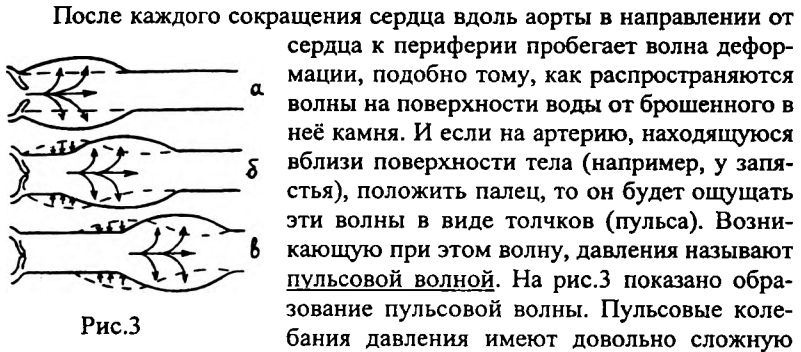 После каждого сокращения сердца вдоль аорты в направлении от
сердца к периферии пробегает волна дефор-
мации, подобно тому, как распространяются
волны на поверхности воды от брошенного в
неё камня. И если на артерию, находящуюся
вблизи поверхности тела (например, у запя-
стья), положить палец, то он будет ощущать
эти волны в виде толчков (пульса). Возни-
кающую при этом волну, давления называют
пульсовой волной. На рис.3 показано обра-
зование пульсовой волны. Пульсовые коле-
бания давления имеют довольно сложную
а
б
в
Рис.3